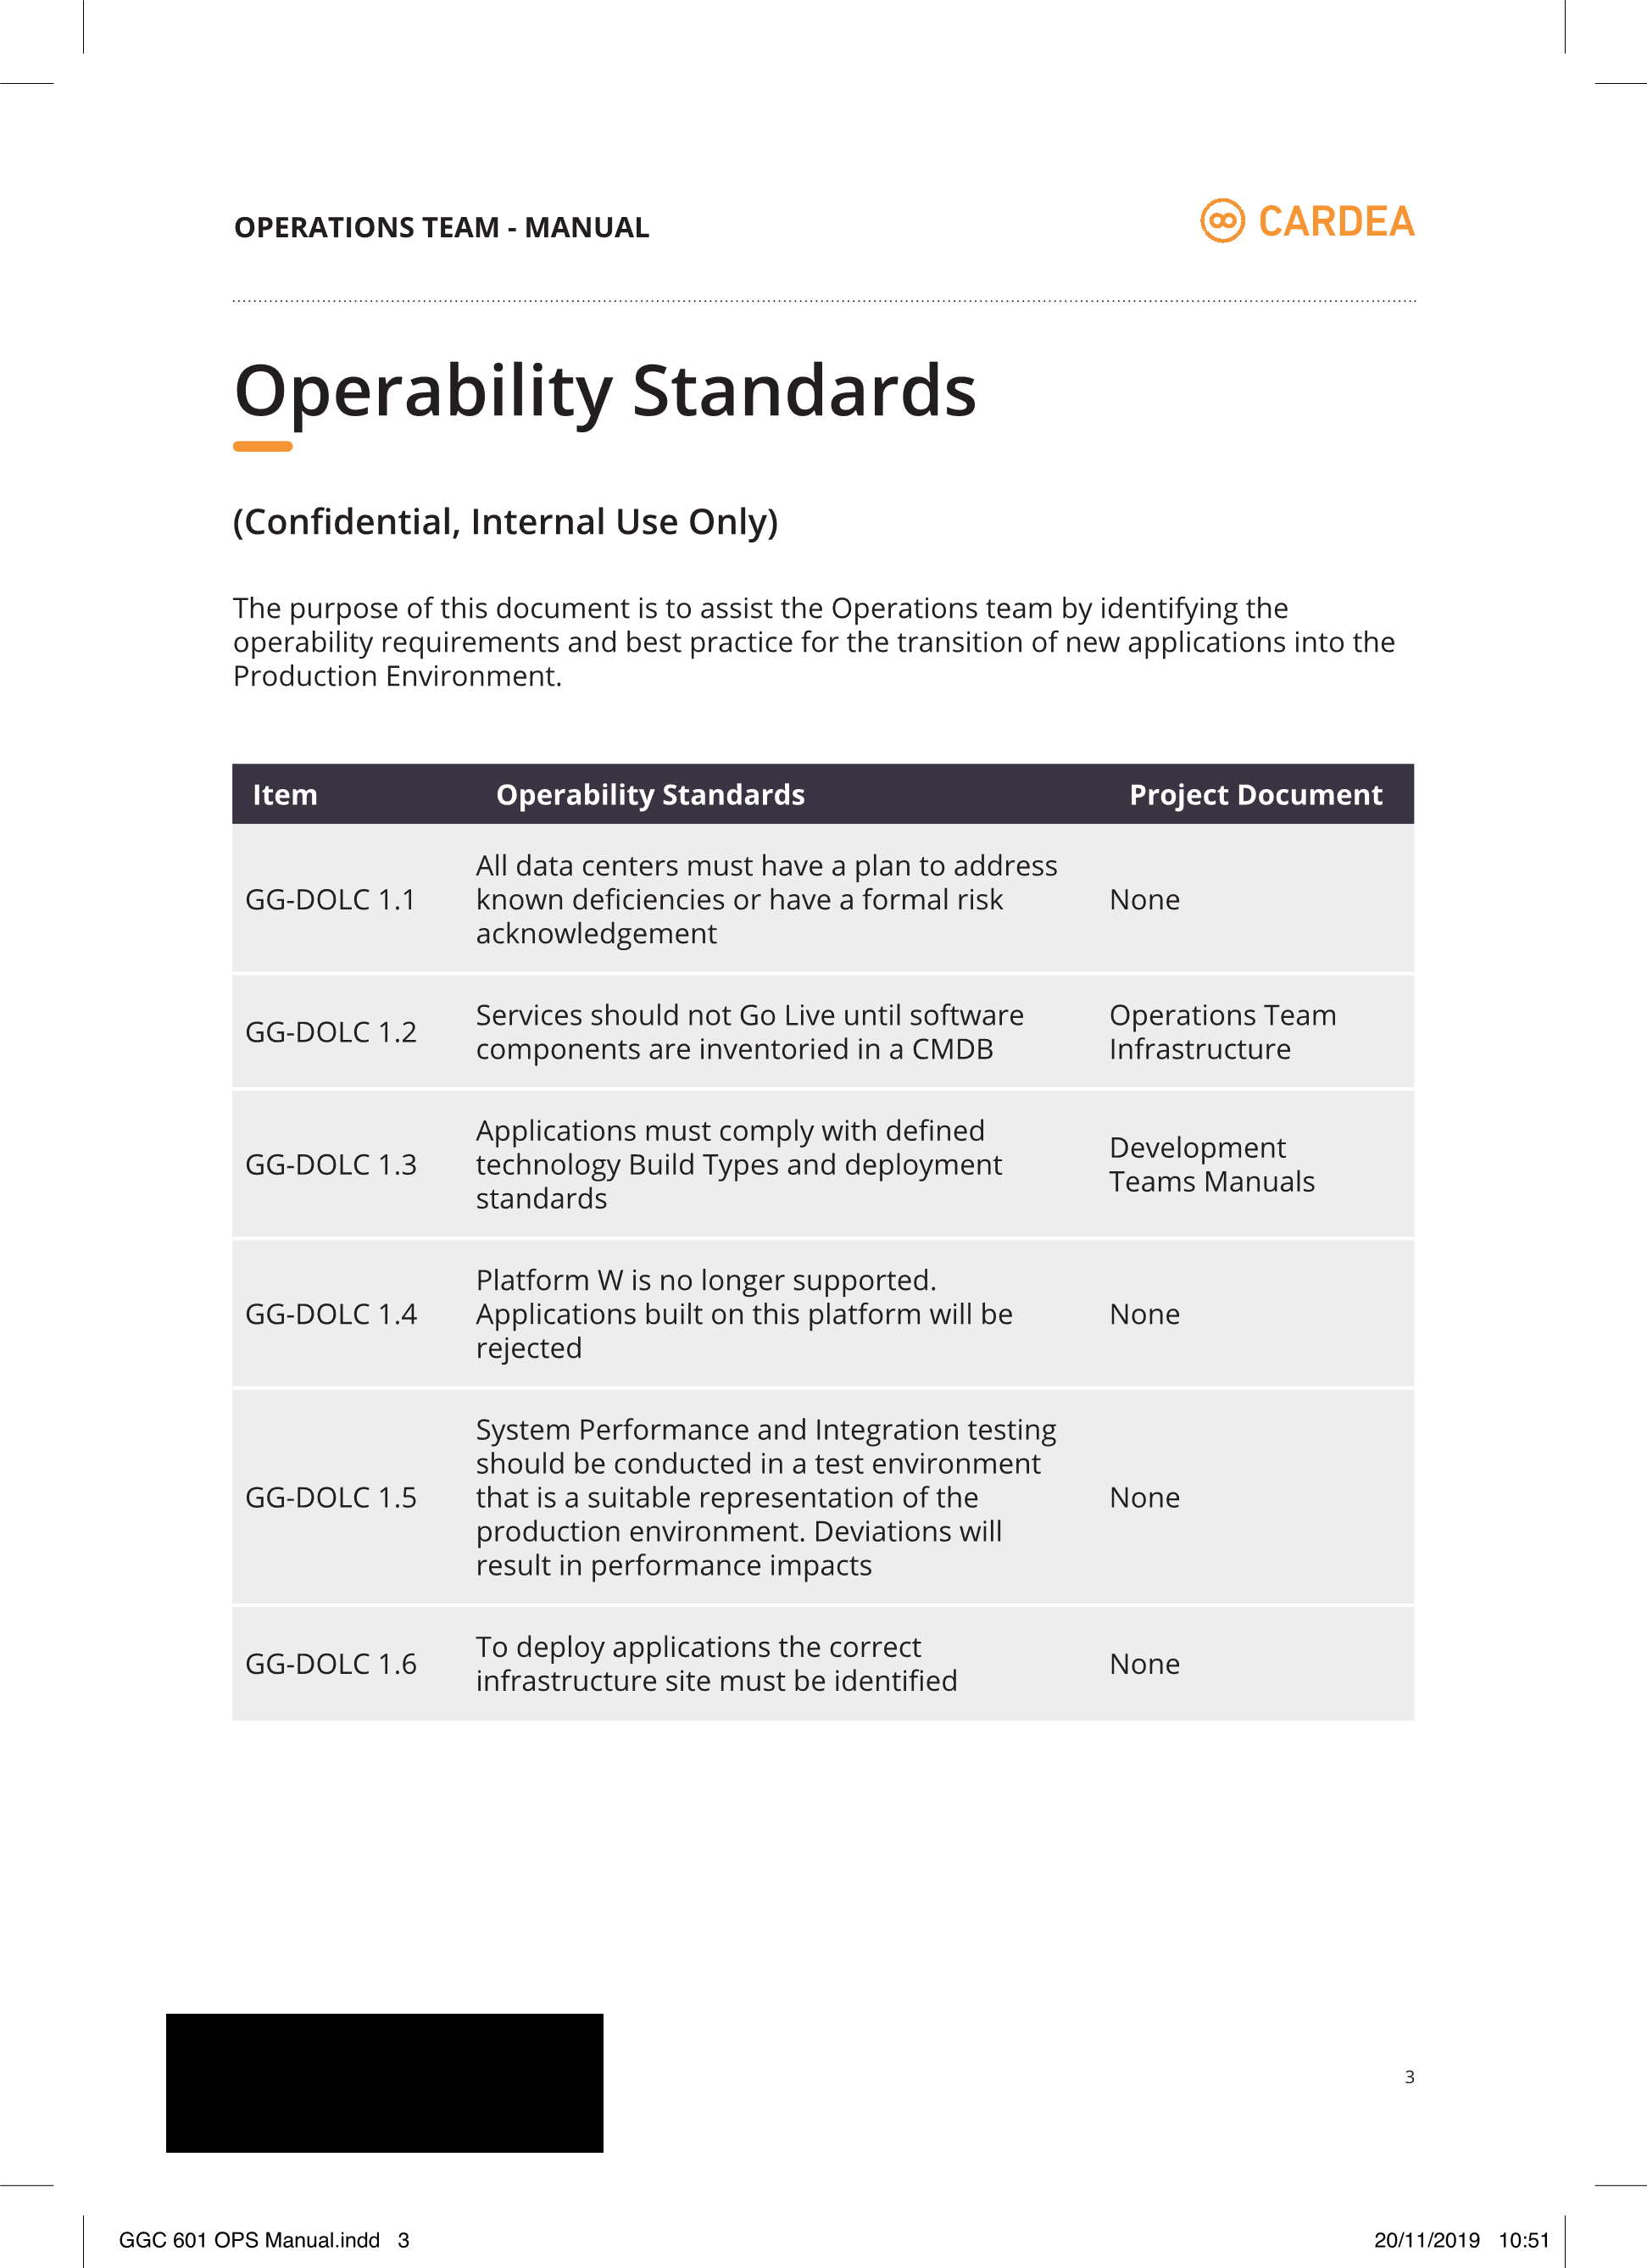 OPERATIONS TEAM - MANUAL
CARDEA
Operability Standards
(Confidential, Internal Use Only)
The purpose of this document is to assist the Operations team by identifying the
operability requirements and best practice for the transition of new applications into the
Production Environment.
Item Operability Standards Project Document
GG-DOLC 1.1
All data centers must have a plan to address
known deficiencies or have a formal risk
acknowledgement
None
GG-DOLC 1.2
Services should not Go Live until software
components are inventoried in a CMDB
Operations Team
Infrastructure
GG-DOLC 1.3
Applications must comply with defined
technology Build Types and deployment
standards
Development
Teams Manuals
GG-DOLC 1.4
Platform W is no longer supported.
Applications built on this platform will be
rejected
None
GG-DOLC 1.5
System Performance and Integration testing
should be conducted in a test environment
that is a suitable representation of the
production environment. Deviations will
result in performance impacts
None
GG-DOLC 1.6
To deploy applications the correct
infrastructure site must be identified
None
3
GGC 601 OPS Manual.indd 3
20/11/2019 10:51